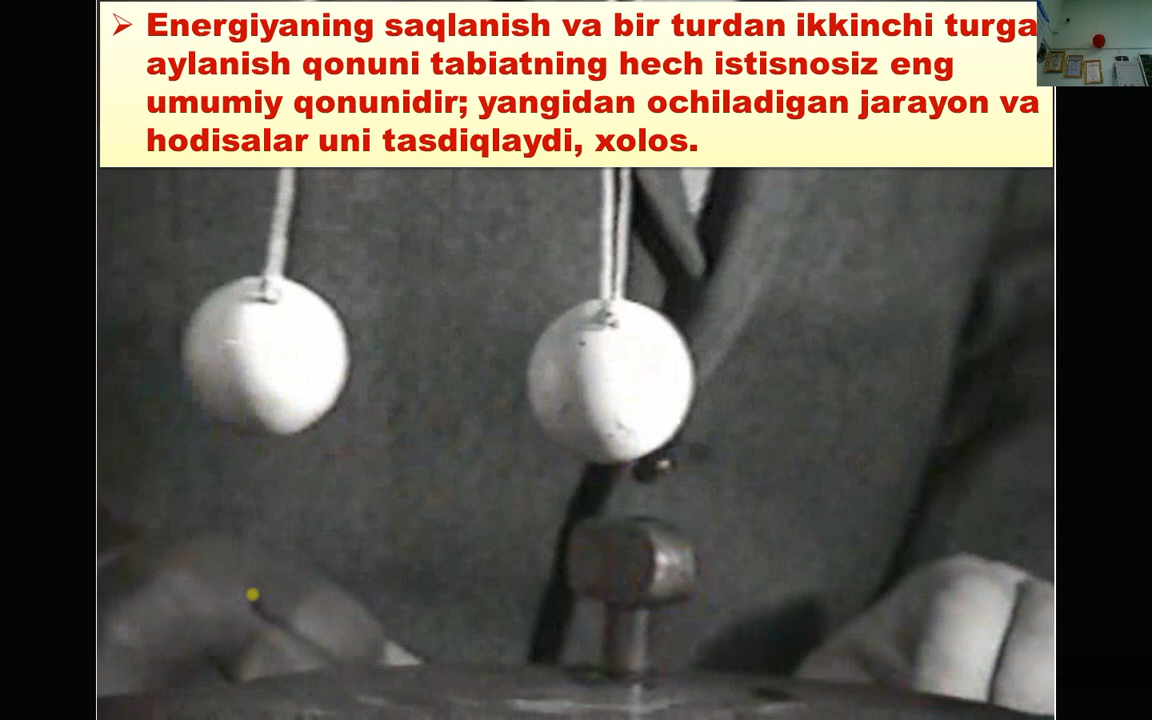 Energiyaning saqlanish va bir turdan ikkinchi turga
aylanish qonuni tabiatning hech istisnosiz eng
umumiy qonunidir; yangidan ochiladigan jarayon va
hodisalar uni tasdiqlaydi, xolos.